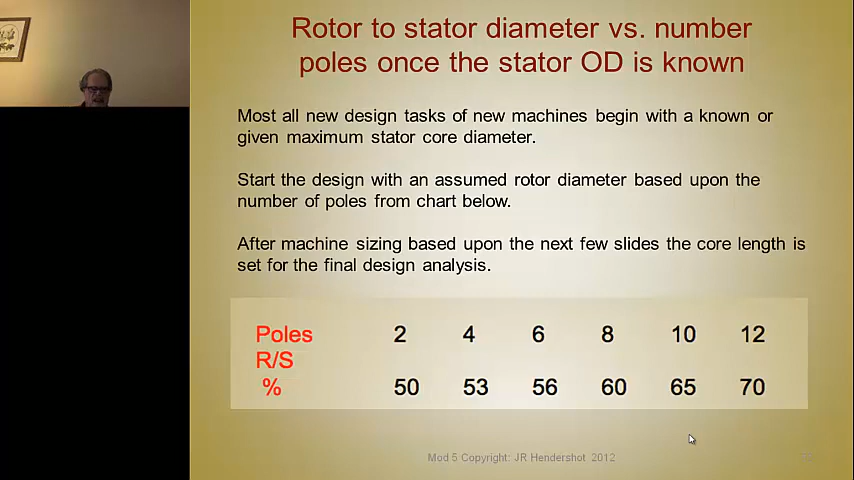 Rotor to stator diameter vs. number
poles once the stator OD is known
Most all new design tasks of new machines begin with a known or
given maximum stator core diameter.
Start the design with an assumed rotor diameter based upon the
number of poles from chart below.
After machine sizing based upon the next few slides the core length is
set for the final design analysis.
Poles 2 4 6 8 10 12
R/S
% 50 53 56 60 65 70
Mod 5 Copyright: JR Hendershot 2012